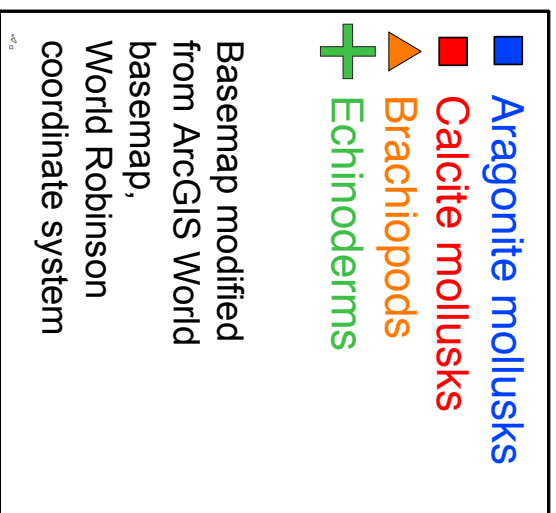 Aragonite mollusks
Calcite mollusks
Brachiopods
Echinoderms
Basemap modified
from ArcGIS World
basemap,
World Robinson
coordinate system